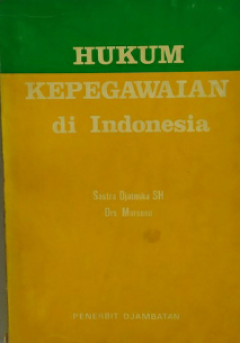 HUKUM
KEPEGAWAIAN
di Indonesia
Sastra Djatmika SH
Drs Marsono
PENERBIT DJAMBATAN